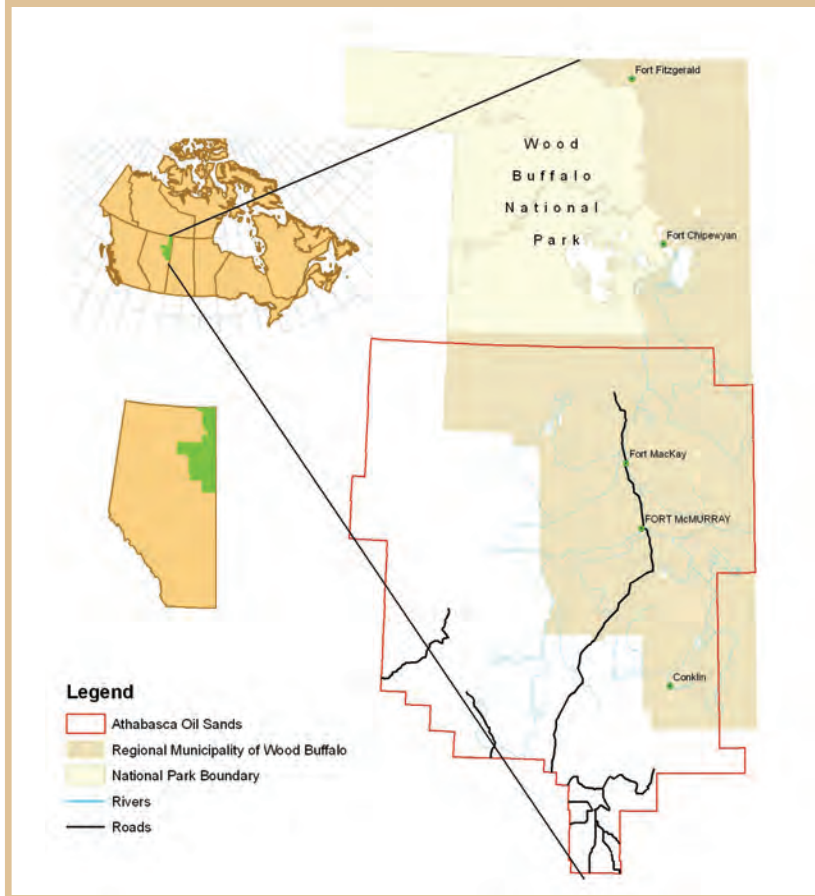 Fort Fitzgerald
Wood
Buffalo
National
Park
Fort Chipewyan
Fort MacKay
FORT McMURRAY
Conklin
Legend
Athabasca Oil Sands
Regional Municipality of Wood Buffalo
National Park Boundary
Rivers
Roads